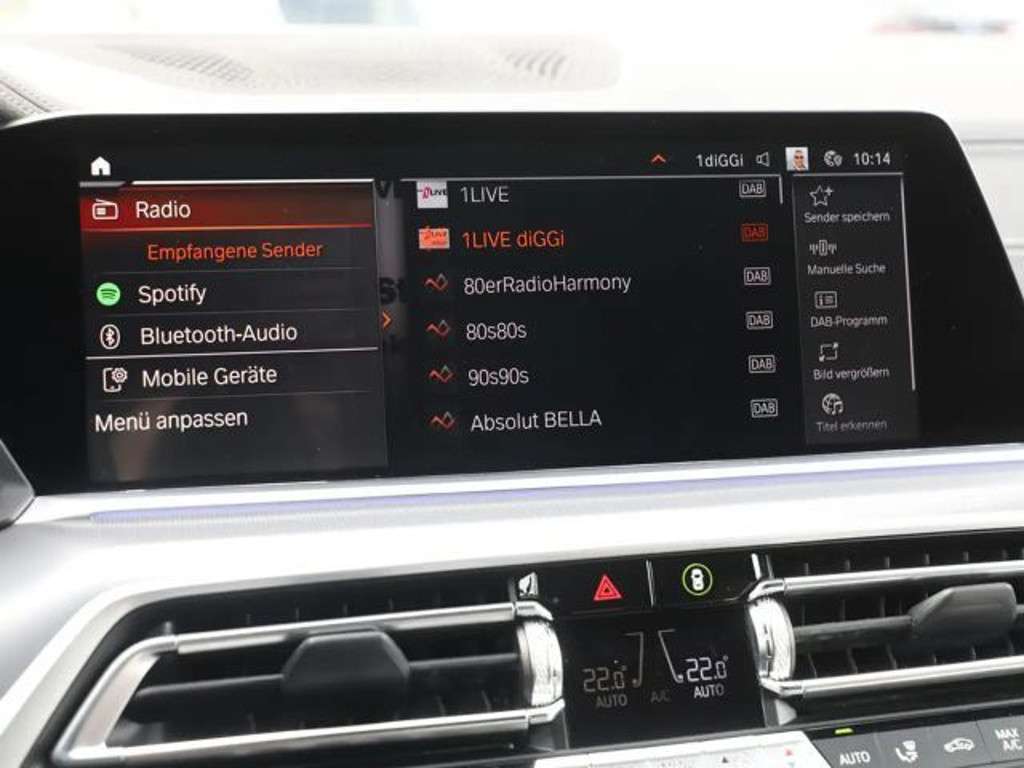 1diGGi 10:14
Radio
Empfangene Sender
Spotify
Bluetooth-Audio
Mobile Geräte
Menü anpassen
1LIVE DAB
1LIVE diGGi DAB
80erRadioHarmony DAB
80s80s DAB
90s90s DAB
Absolut BELLA DAB
Sender speichern
Manuelle Suche
DAB-Programm
Bild vergrößern
Titel erkennen
22.0° 22.0°
AUTO A/C AUTO
AUTO MAX
A/C